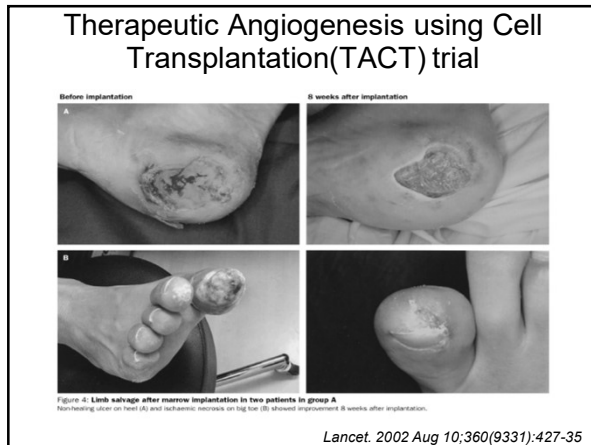 Therapeutic Angiogenesis using Cell
Transplantation(TACT) trial
Before implantation
8 weeks after implantation
A
B
Figure 4: Limb salvage after marrow implantation in two patients in group A
Non-healing ulcer on heel (A) and ischaemic necrosis on big toe (B) showed improvement 8 weeks after implantation.
Lancet. 2002 Aug 10;360(9331):427-35